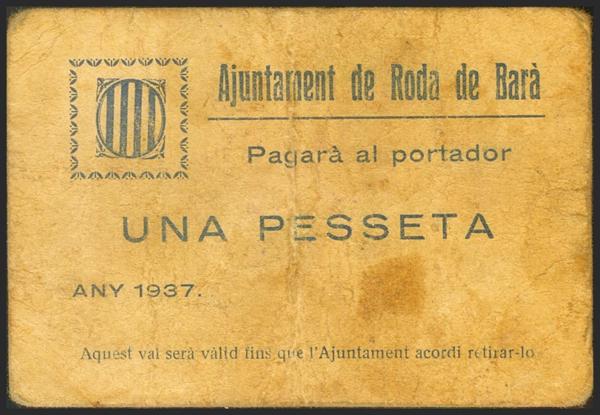 Ajuntament de Roda de Barà
Pagarà al portador
UNA PESSETA
ANY 1937.
Aquest val serà vàlid fins que l'Ajuntament acordi retirar-lo